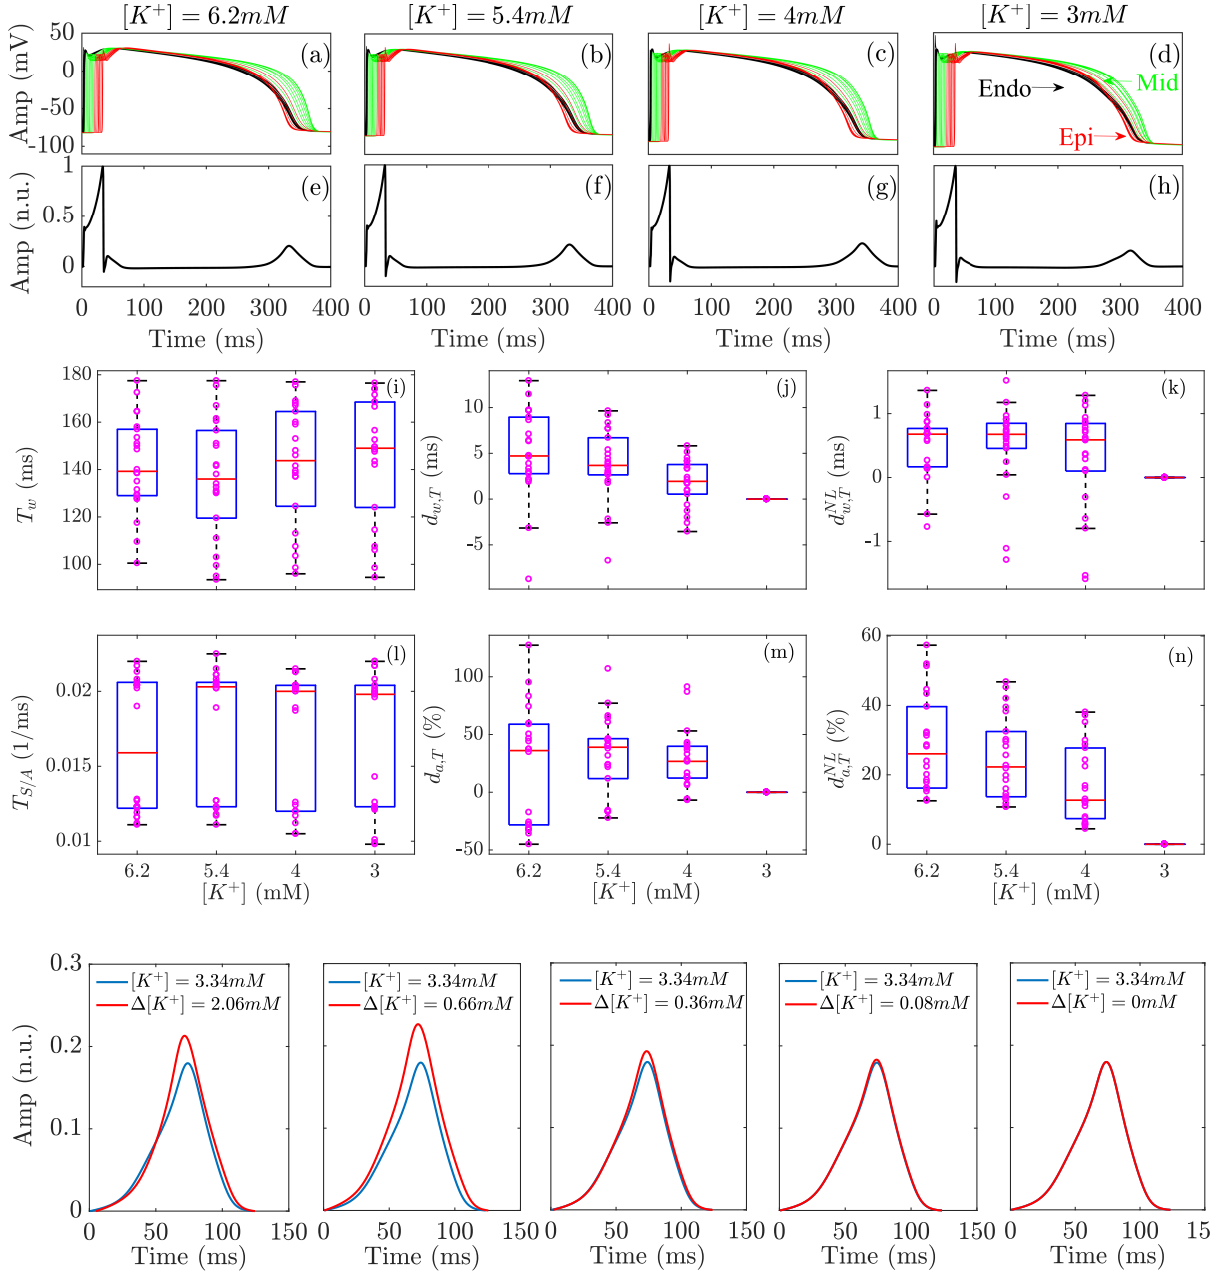 [K⁺] = 6.2mM [K⁺] = 5.4mM [K⁺] = 4mM [K⁺] = 3mM
Amp (mV)
50
0
-50
-100
(a) (b) (c) (d)
Endo Mid
Epi
Amp (n.u.)
1
0.5
0
(e) (f) (g) (h)
0 100 200 300 400 0 100 200 300 400 0 100 200 300 400 0 100 200 300 400
Time (ms) Time (ms) Time (ms) Time (ms)
T_w (ms)
180
160
140
120
100
(i)
d_{w,T} (ms)
10
5
0
-5
(j)
d^{NL}_{w,T} (ms)
1
0
-1
(k)
T_{S/A} (1/ms)
0.02
0.015
0.01
(l)
6.2 5.4 4 3
[K⁺] (mM)
d_{a,T} (%)
100
50
0
-50
(m)
6.2 5.4 4 3
[K⁺] (mM)
d^{NL}_{a,T} (%)
60
40
20
0
(n)
6.2 5.4 4 3
[K⁺] (mM)
Amp (n.u.)
0.3
0.2
0.1
0
[K⁺] = 3.34mM
Δ[K⁺] = 2.06mM
0 50 100 150
Time (ms)
[K⁺] = 3.34mM
Δ[K⁺] = 0.66mM
0 50 100 150
Time (ms)
[K⁺] = 3.34mM
Δ[K⁺] = 0.36mM
0 50 100 150
Time (ms)
[K⁺] = 3.34mM
Δ[K⁺] = 0.08mM
0 50 100 150
Time (ms)
[K⁺] = 3.34mM
Δ[K⁺] = 0mM
0 50 100 15
Time (ms)